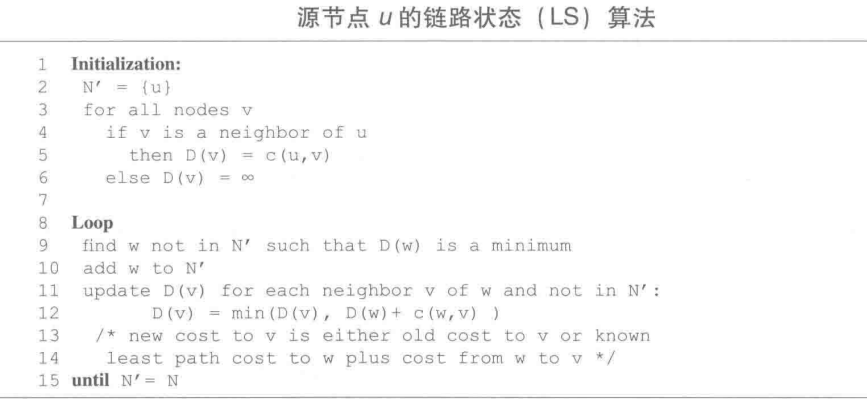 源节点 u 的链路状态（LS）算法
1 Initialization:
2 N′ = {u}
3 for all nodes v
4 if v is a neighbor of u
5 then D(v) = c(u,v)
6 else D(v) = ∞
7
8 Loop
9 find w not in N′ such that D(w) is a minimum
10 add w to N′
11 update D(v) for each neighbor v of w and not in N′:
12 D(v) = min(D(v), D(w)+ c(w,v) )
13 /* new cost to v is either old cost to v or known
14 least path cost to w plus cost from w to v */
15 until N′= N